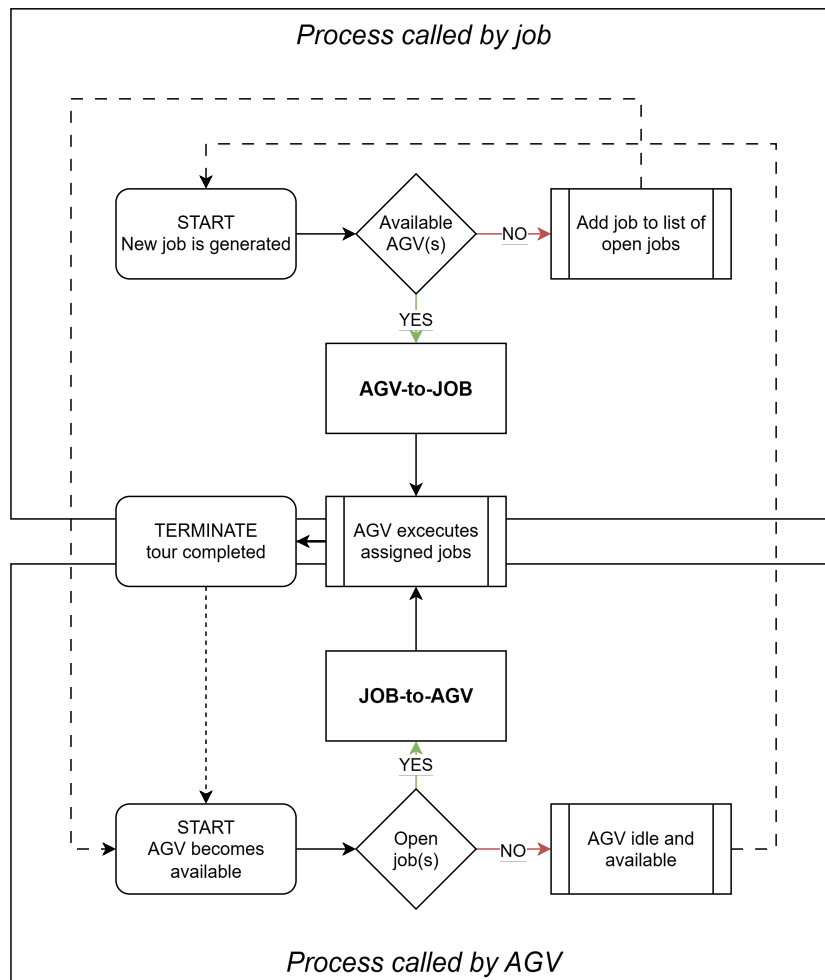 Process called by job
START
New job is generated
Available
AGV(s)
NO
Add job to list of
open jobs
YES
AGV-to-JOB
TERMINATE
tour completed
AGV excecutes
assigned jobs
JOB-to-AGV
YES
START
AGV becomes
available
Open
job(s)
NO
AGV idle and
available
Process called by AGV